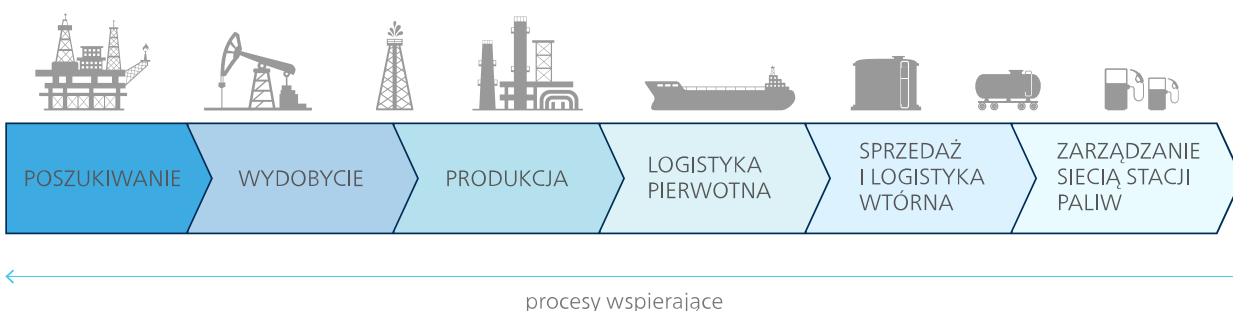 POSZUKIWANIE
WYDOBYCIE
PRODUKCJA
LOGISTYKA
PIERWOTNA
SPRZEDAŻ
I LOGISTYKA
WTÓRNA
ZARZĄDZANIE
SIECIĄ STACJI
PALIW
procesy wspierające